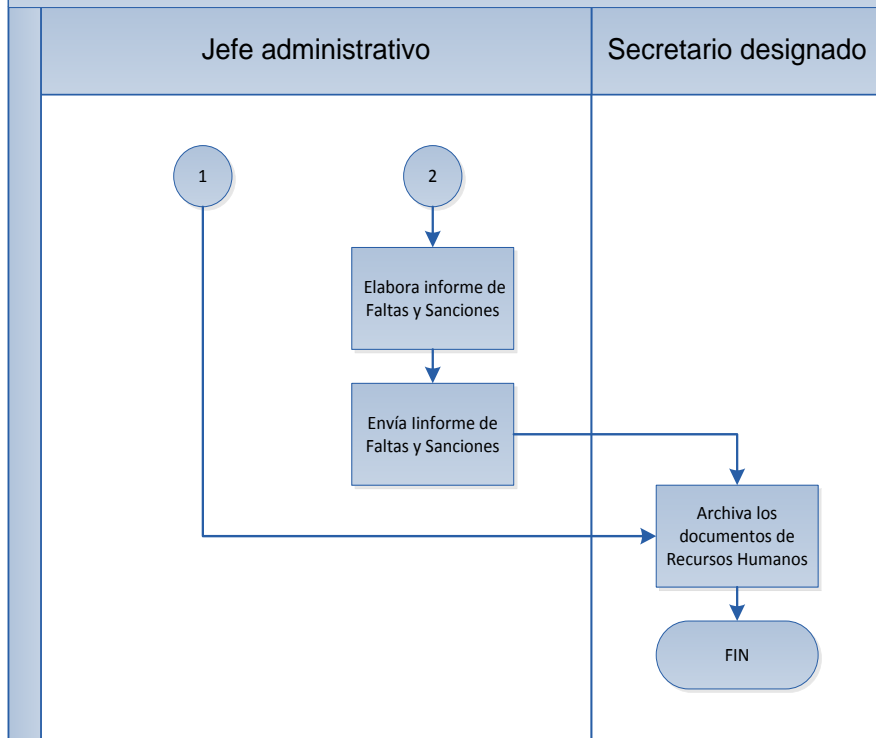 Jefe administrativo
Secretario designado
1
2
Elabora informe de
Faltas y Sanciones
Envía Iinforme de
Faltas y Sanciones
Archiva los
documentos de
Recursos Humanos
FIN